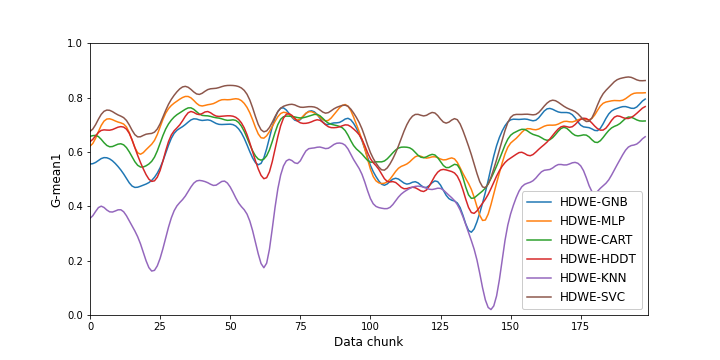 1.0
0.8
0.6
0.4
0.2
0.0
G-mean1
0 25 50 75 100 125 150 175
Data chunk
HDWE-GNB
HDWE-MLP
HDWE-CART
HDWE-HDDT
HDWE-KNN
HDWE-SVC